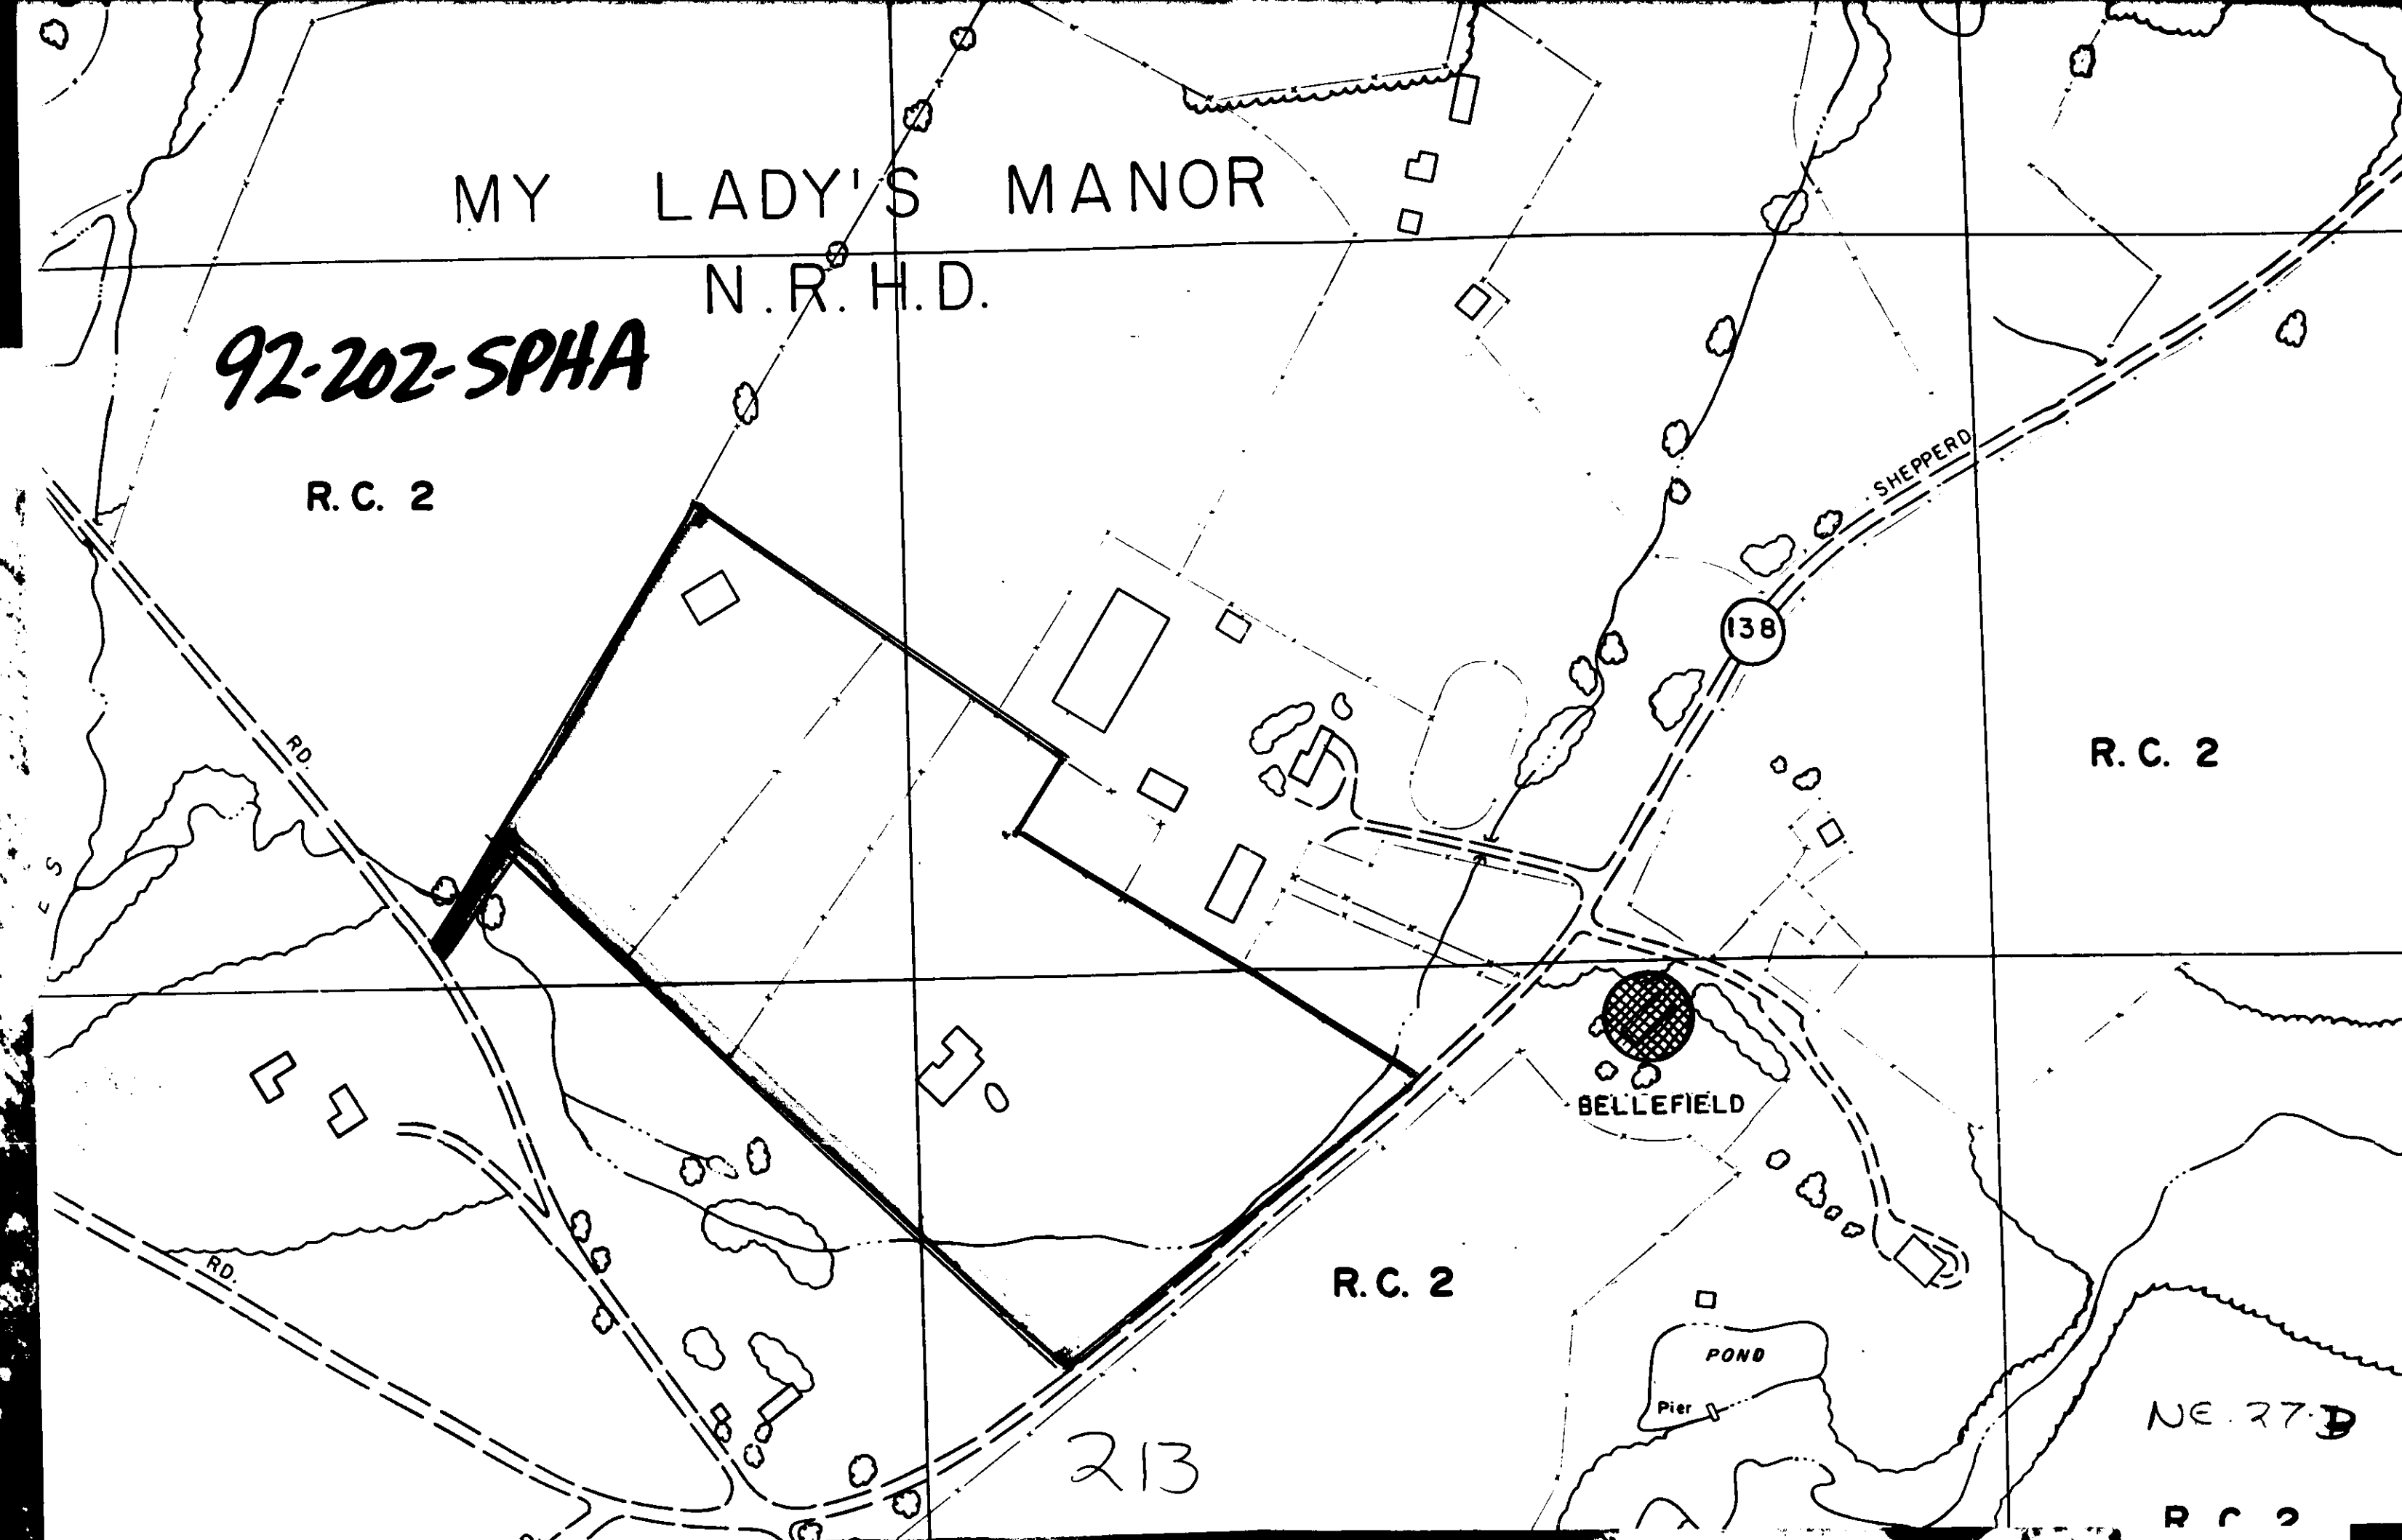 MY LADY'S MANOR
N.R.H.D.
92-202-SPHA
R.C. 2
SHEPPERD
138
RD.
R.C. 2
E S
BELLEFIELD
RD.
R.C. 2
POND
Pier
NE.27.D
213
R C 2